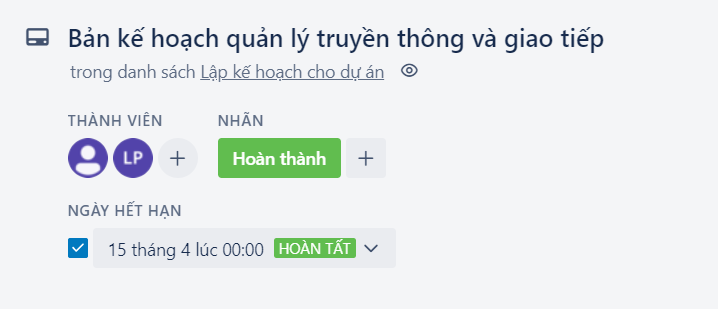 Bản kế hoạch quản lý truyền thông và giao tiếp
trong danh sách Lập kế hoạch cho dự án
THÀNH VIÊN NHÃN
LP + Hoàn thành +
NGÀY HẾT HẠN
15 tháng 4 lúc 00:00 HOÀN TẤT